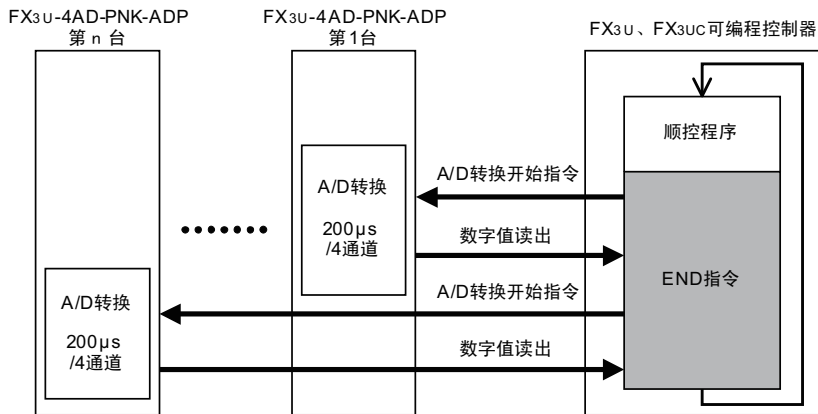 FX3U-4AD-PNK-ADP
第 n 台
FX3U-4AD-PNK-ADP
第1台
FX3U、FX3UC可编程控制器
顺控程序
A/D转换开始指令
A/D转换
200μs
/4通道
数字值读出
END指令
A/D转换开始指令
A/D转换
200μs
/4通道
数字值读出